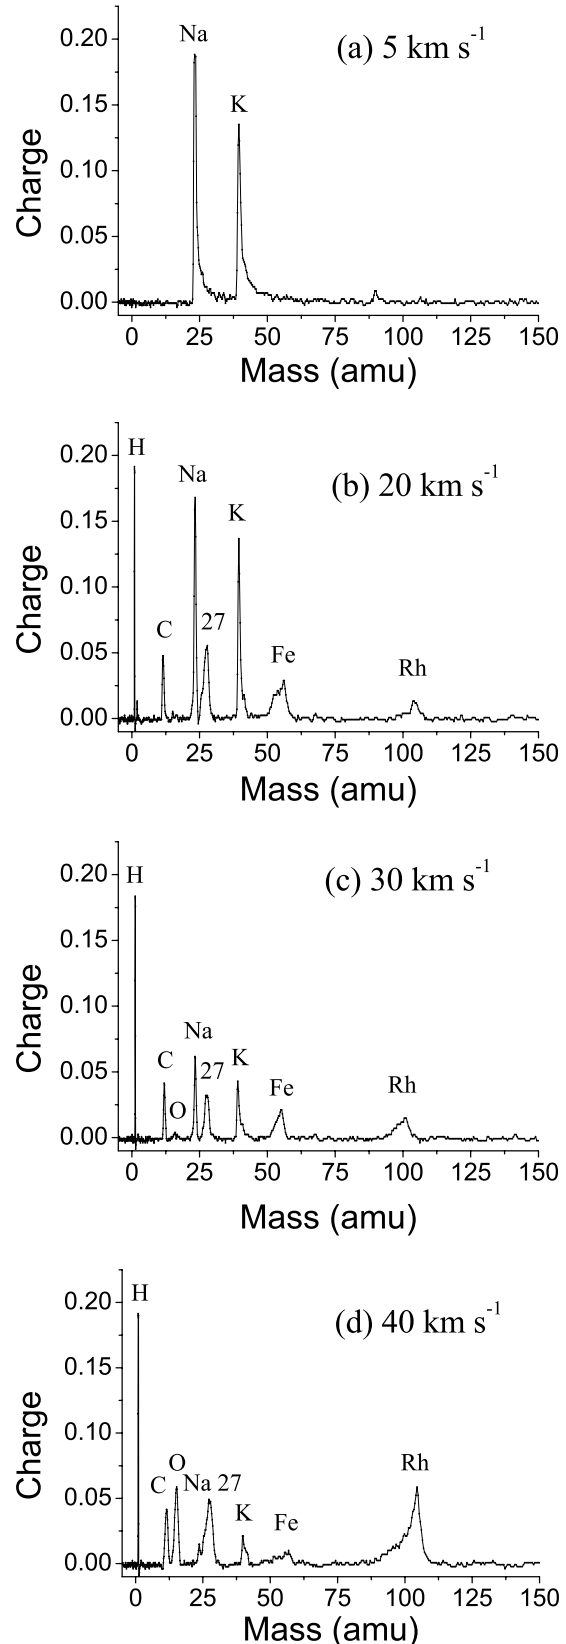 Na
(a) 5 km s⁻¹
K
0.20
0.15
0.10
0.05
0.00
Charge
0 25 50 75 100 125 150
Mass (amu)
H
Na
(b) 20 km s⁻¹
K
27
C
Fe
Rh
0.20
0.15
0.10
0.05
0.00
Charge
0 25 50 75 100 125 150
Mass (amu)
H
(c) 30 km s⁻¹
Na
C
27
K
O
Fe
Rh
0.20
0.15
0.10
0.05
0.00
Charge
0 25 50 75 100 125 150
Mass (amu)
H
(d) 40 km s⁻¹
O
C
Na 27
K
Fe
Rh
0.20
0.15
0.10
0.05
0.00
Charge
0 25 50 75 100 125 150
Mass (amu)